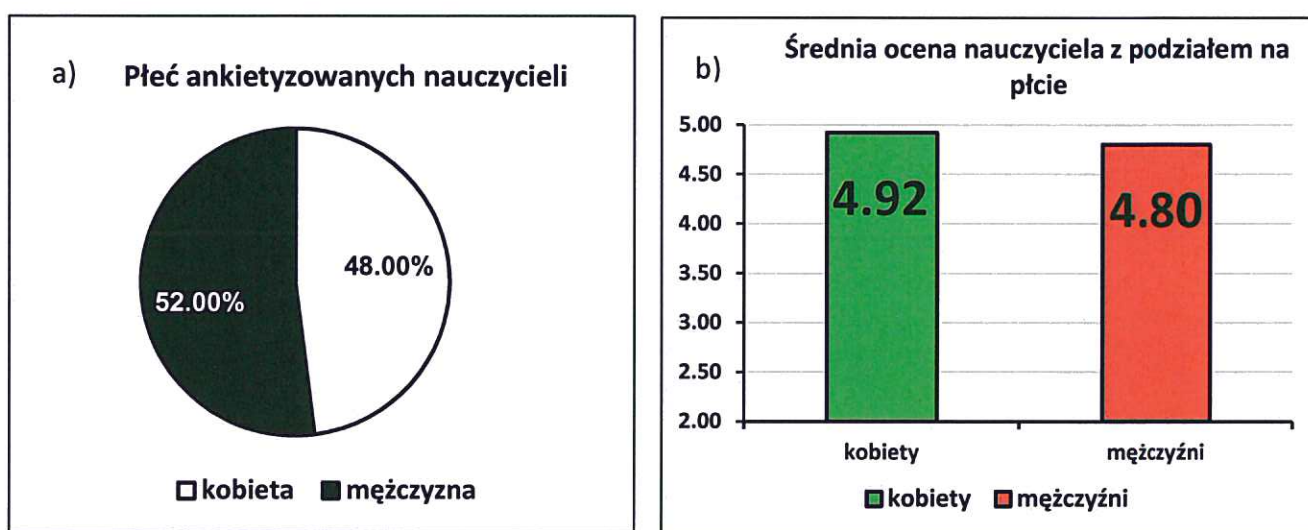 a) Płeć ankietyzowanych nauczycieli
52.00%
48.00%
kobieta mężczyzna
b) Średnia ocena nauczyciela z podziałem na
płcie
5.00
4.50
4.00
3.50
3.00
2.50
2.00
4.92
4.80
kobiety mężczyźni
kobiety mężczyźni